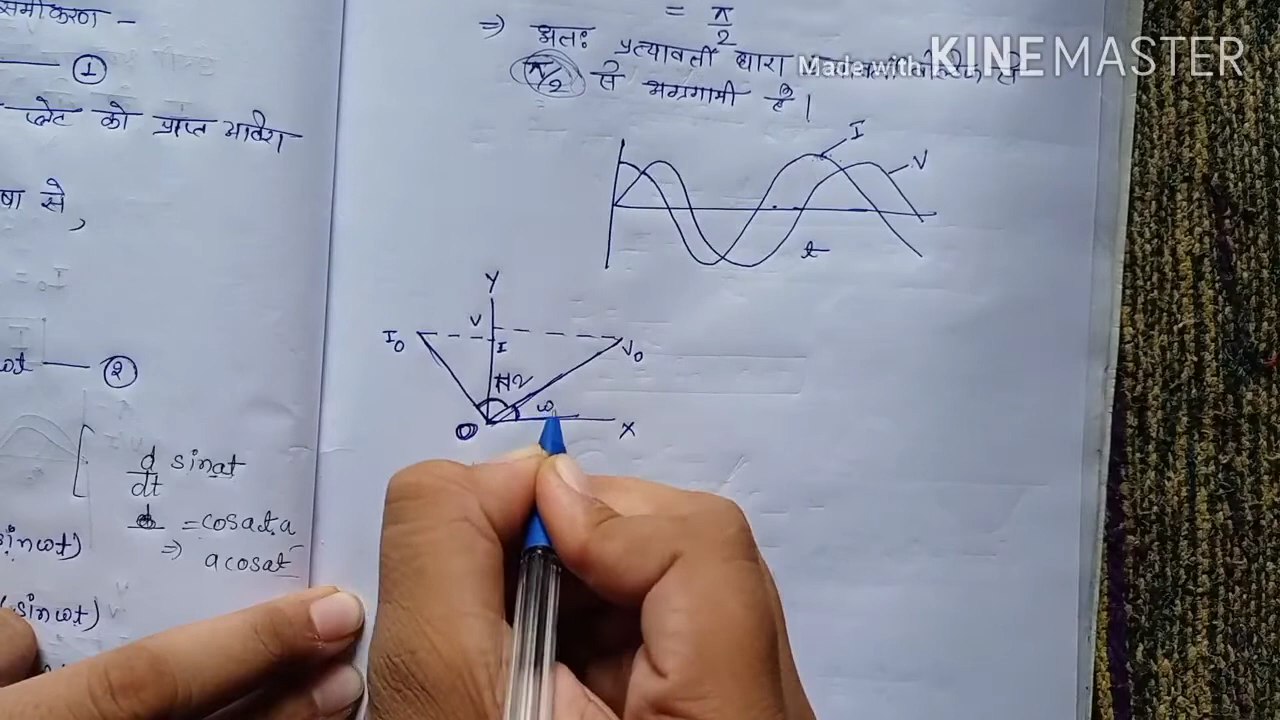 समीकरण –
①
प्लेट को प्राप्त आवेश
से,
ωt — ②
d/dt sinat
= cosat.a
⇒ acosat
sinωt)
(sinωt)
= π/2
⇒ अतः प्रत्यावर्ती धारा
π/2 से अग्रगामी है।
Made with KINEMASTER
I
V
t
Y
I₀ V I V₀
π/2
ω
O X